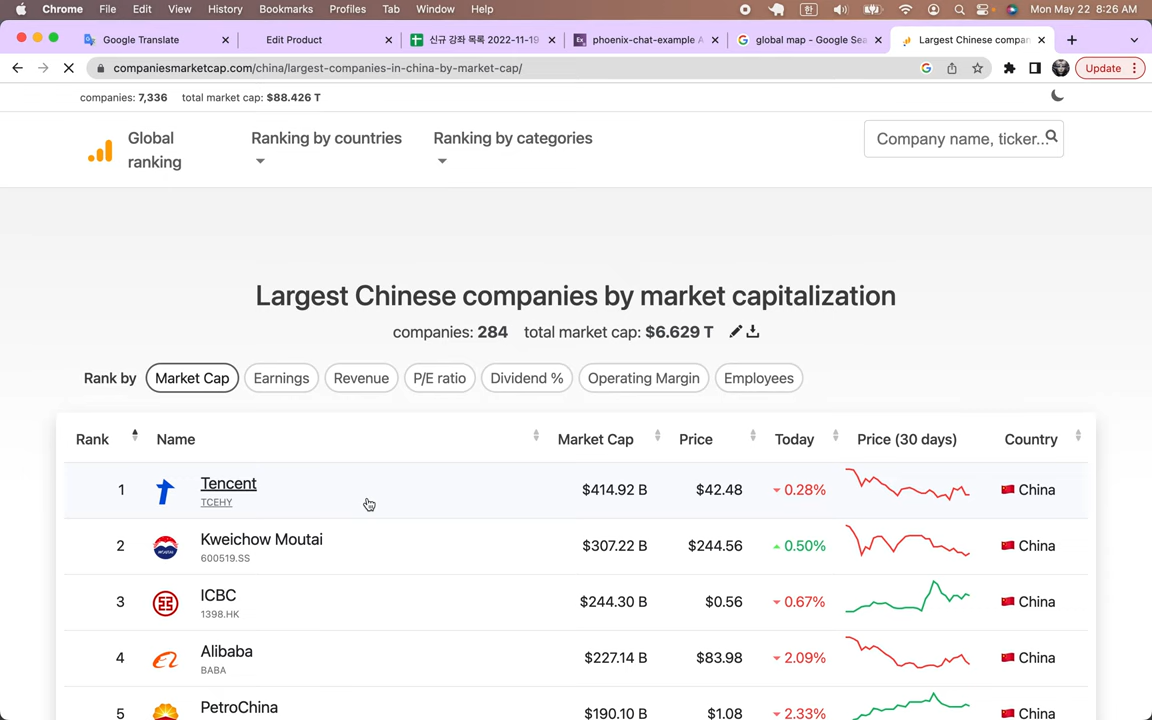 Chrome File Edit View History Bookmarks Profiles Tab Window Help 한 Mon May 22 8:26 AM
Google Translate Edit Product 신규 강좌 목록 2022-11-19 phoenix-chat-example A global map - Google Sea Largest Chinese compan
companiesmarketcap.com/china/largest-companies-in-china-by-market-cap/ Update
companies: 7,336 total market cap: $88.426 T
Global ranking Ranking by countries Ranking by categories Company name, ticker...
Largest Chinese companies by market capitalization
companies: 284 total market cap: $6.629 T
Rank by Market Cap Earnings Revenue P/E ratio Dividend % Operating Margin Employees
Rank Name Market Cap Price Today Price (30 days) Country
1 Tencent $414.92 B $42.48 0.28% China
TCEHY
2 Kweichow Moutai $307.22 B $244.56 0.50% China
600519.SS
3 ICBC $244.30 B $0.56 0.67% China
1398.HK
4 Alibaba $227.14 B $83.98 2.09% China
BABA
5 PetroChina $190.10 B $1.08 2.33% China